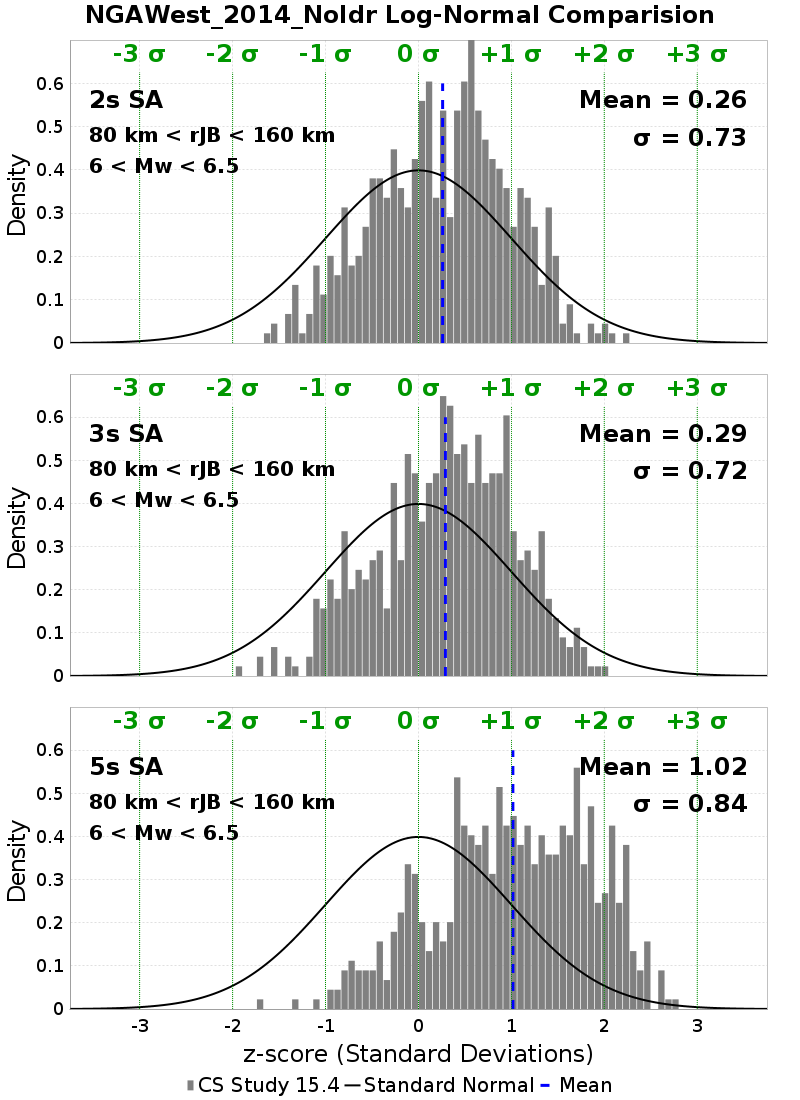 NGAWest_2014_NoIdr Log-Normal Comparision
-3 σ -2 σ -1 σ 0 σ +1 σ +2 σ +3 σ
2s SA Mean = 0.26
80 km < rJB < 160 km σ = 0.73
6 < Mw < 6.5
Density
0.6
0.5
0.4
0.3
0.2
0.1
0
-3 σ -2 σ -1 σ 0 σ +1 σ +2 σ +3 σ
3s SA Mean = 0.29
80 km < rJB < 160 km σ = 0.72
6 < Mw < 6.5
Density
0.6
0.5
0.4
0.3
0.2
0.1
0
-3 σ -2 σ -1 σ 0 σ +1 σ +2 σ +3 σ
5s SA Mean = 1.02
80 km < rJB < 160 km σ = 0.84
6 < Mw < 6.5
Density
0.6
0.5
0.4
0.3
0.2
0.1
0
-3 -2 -1 0 1 2 3
z-score (Standard Deviations)
CS Study 15.4 Standard Normal Mean